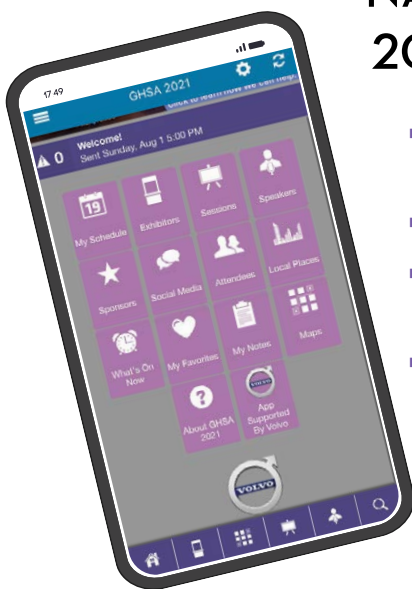 NA
20
17 49
GHSA 2021
Click to learn how we can help.
0
Welcome!
Sent Sunday, Aug 1 5:00 PM
19
My Schedule
Exhibitors
Sessions
Speakers
Sponsors
Social Media
Attendees
Local Places
What's On
Now
My Favorites
My Notes
Maps
?
About GHSA
2021
App
Supported
By Volvo
VOLVO